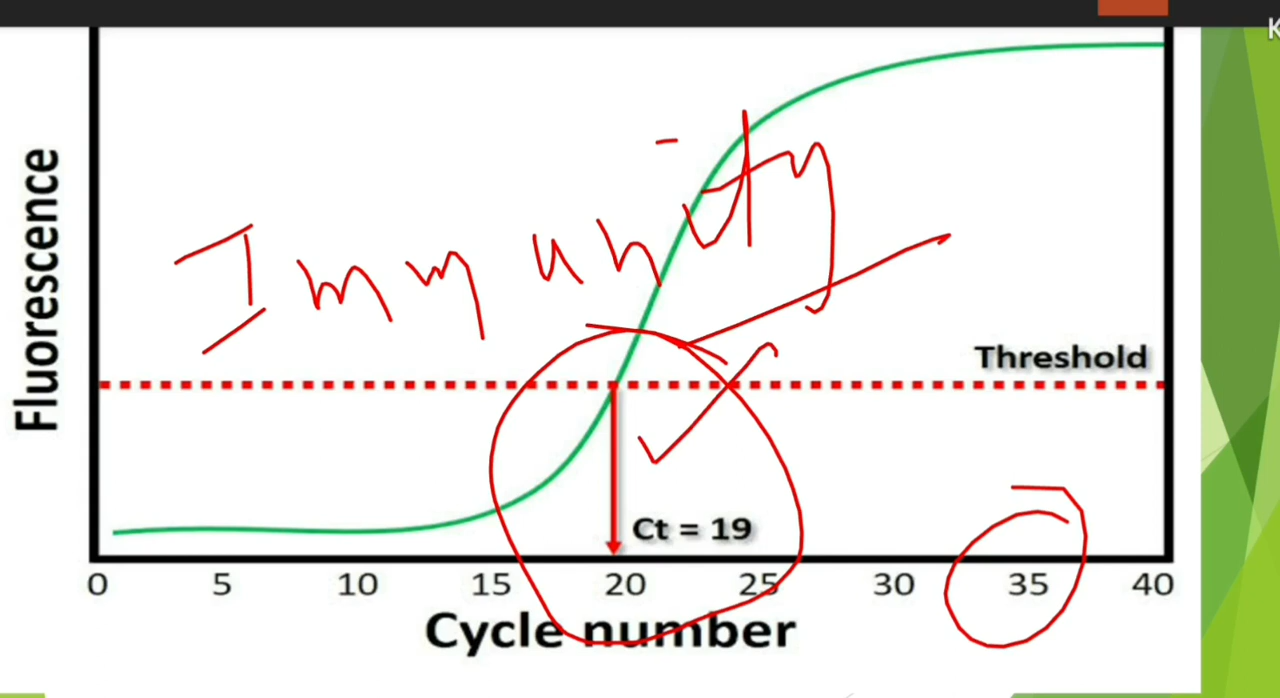 K
Immunity
Fluorescence
Threshold
Ct = 19
0 5 10 15 20 25 30 35 40
Cycle number